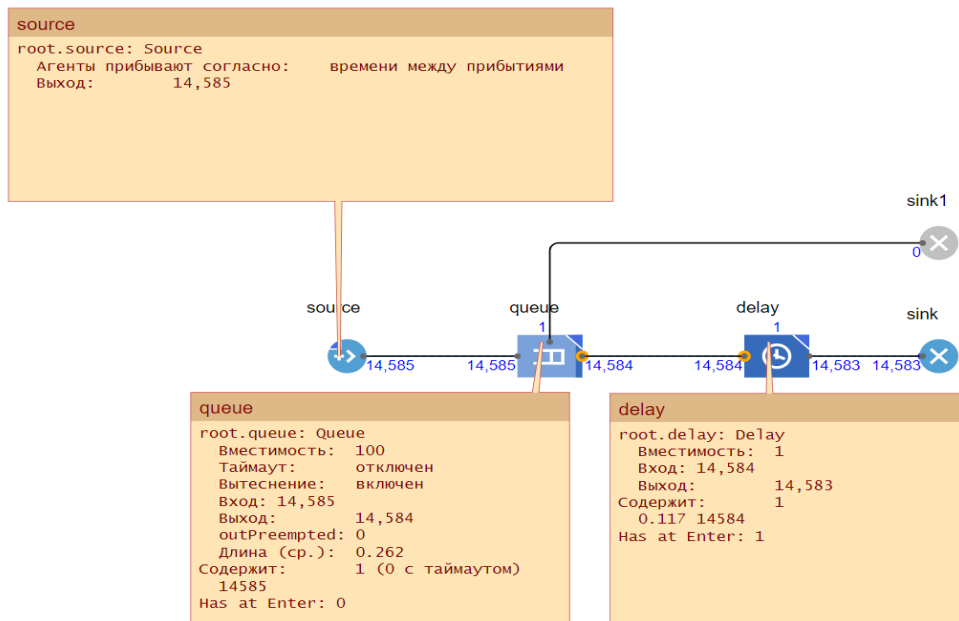 source
root.source: Source
Агенты прибывают согласно: времени между прибытиями
Выход: 14,585
sink1
0
source
queue
delay
sink
1
1
14,585
14,585
14,584
14,584
14,583
14,583
queue
root.queue: Queue
Вместимость: 100
Таймаут: отключен
Вытеснение: включен
Вход: 14,585
Выход: 14,584
outPreempted: 0
Длина (ср.): 0.262
Содержит: 1 (0 с таймаутом)
14585
Has at Enter: 0
delay
root.delay: Delay
Вместимость: 1
Вход: 14,584
Выход: 14,583
Содержит: 1
0.117 14584
Has at Enter: 1